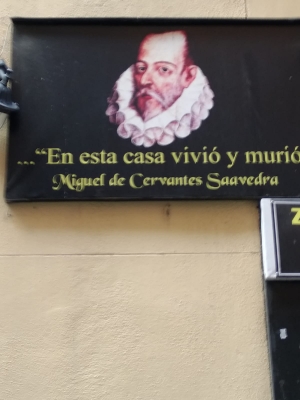 ..."En esta casa vivió y murió
Miguel de Cervantes Saavedra
Z